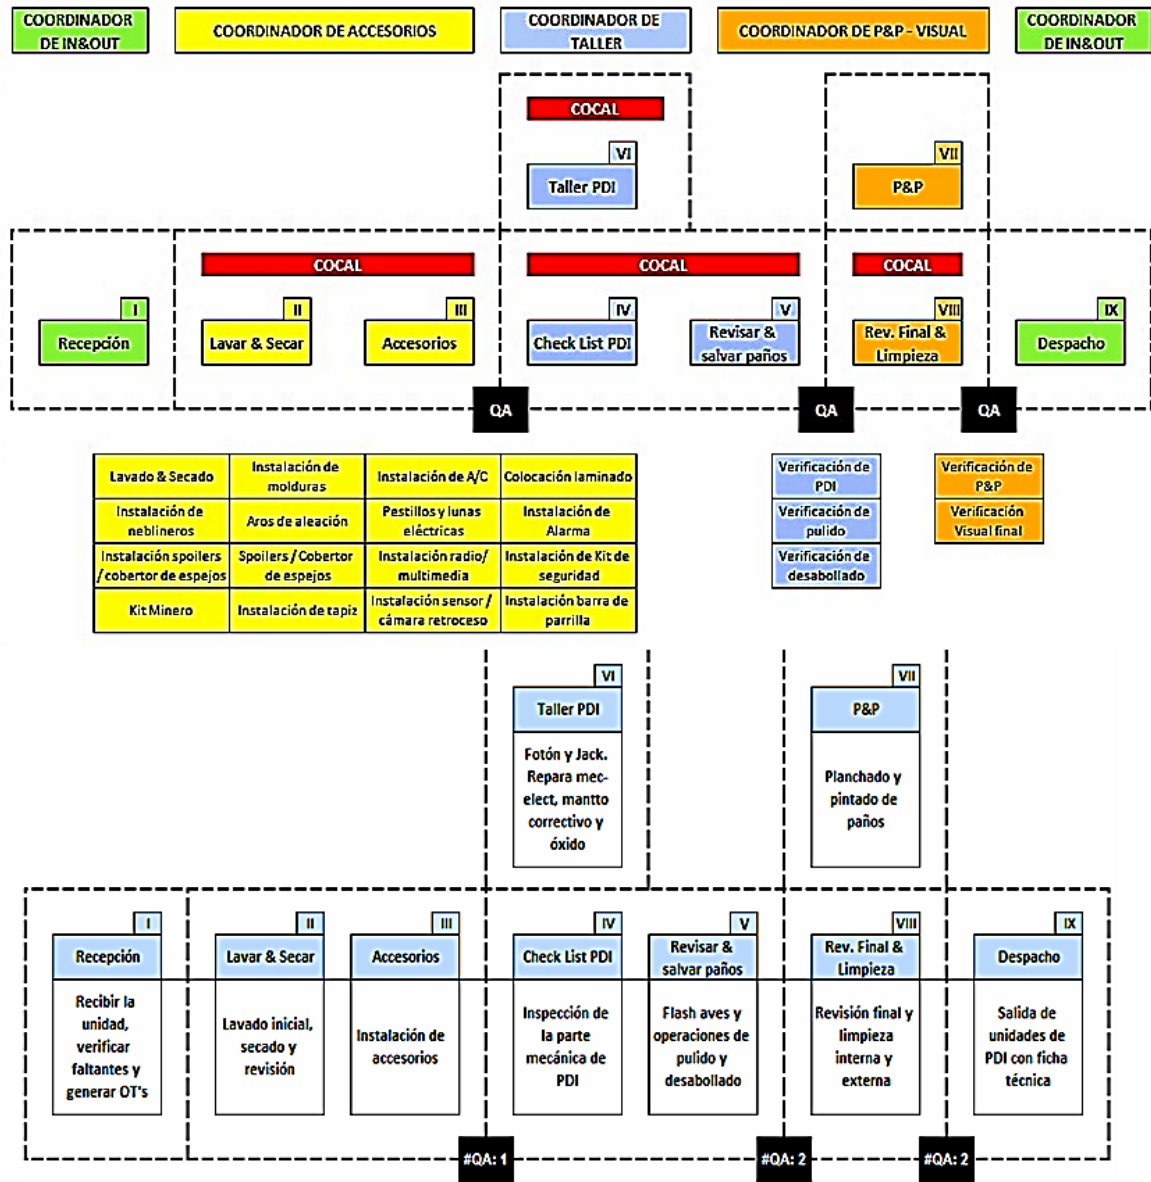 COORDINADOR
DE IN&OUT
COORDINADOR DE ACCESORIOS
COORDINADOR DE
TALLER
COORDINADOR DE P&P - VISUAL
COORDINADOR
DE IN&OUT
COCAL
VI
Taller PDI
VII
P&P
COCAL
COCAL
COCAL
I
Recepción
II
Lavar & Secar
III
Accesorios
IV
Check List PDI
V
Revisar &
salvar paños
VIII
Rev. Final &
Limpieza
IX
Despacho
QA
QA
QA
Lavado & Secado
Instalación de
molduras
Instalación de A/C
Colocación laminado
Instalación de
neblineros
Aros de aleación
Pestillos y lunas
eléctricas
Instalación de
Alarma
Instalación spoilers
/ cobertor de espejos
Spoilers / Cobertor
de espejos
Instalación radio/
multimedia
Instalación de Kit de
seguridad
Kit Minero
Instalación de tapiz
Instalación sensor /
cámara retroceso
Instalación barra de
parrilla
Verificación de
PDI
Verificación de
pulido
Verificación de
desabollado
Verificación de
P&P
Verificación
Visual final
VI
Taller PDI
Fotón y Jack.
Repara mec-
elect, mantto
correctivo y
óxido
VII
P&P
Planchado y
pintado de
paños
I
Recepción
Recibir la
unidad,
verificar
faltantes y
generar OT's
II
Lavar & Secar
Lavado inicial,
secado y
revisión
III
Accesorios
Instalación de
accesorios
IV
Check List PDI
Inspección de
la parte
mecánica de
PDI
V
Revisar &
salvar paños
Flash aves y
operaciones de
pulido y
desabollado
VIII
Rev. Final &
Limpieza
Revisión final y
limpieza
interna y
externa
IX
Despacho
Salida de
unidades de
PDI con ficha
técnica
#QA: 1
#QA: 2
#QA: 2